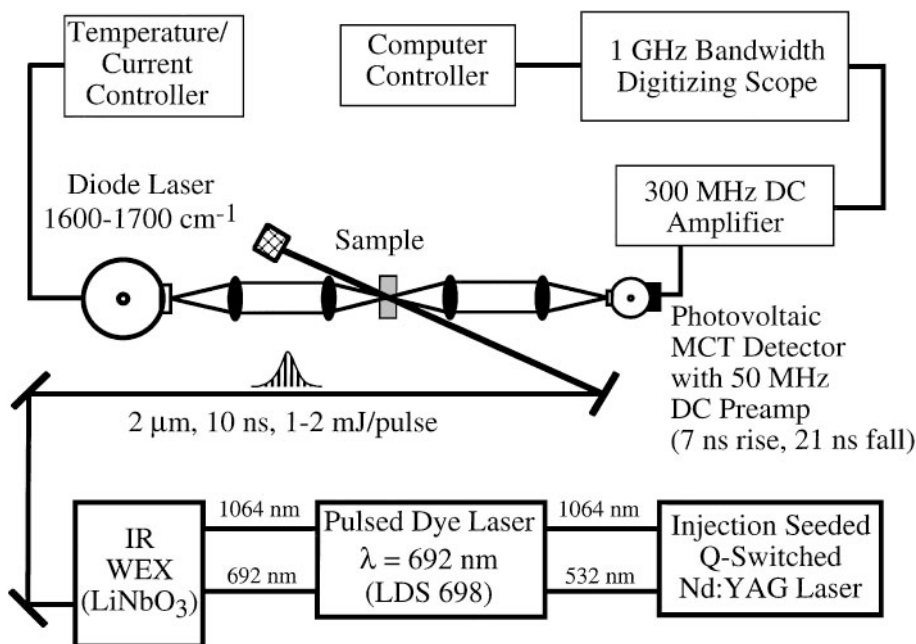 Temperature/
Current
Controller
Computer
Controller
1 GHz Bandwidth
Digitizing Scope
Diode Laser
1600-1700 cm⁻¹
Sample
300 MHz DC
Amplifier
Photovoltaic
MCT Detector
with 50 MHz
DC Preamp
(7 ns rise, 21 ns fall)
2 μm, 10 ns, 1-2 mJ/pulse
IR
WEX
(LiNbO₃)
1064 nm
692 nm
Pulsed Dye Laser
λ = 692 nm
(LDS 698)
1064 nm
532 nm
Injection Seeded
Q-Switched
Nd:YAG Laser